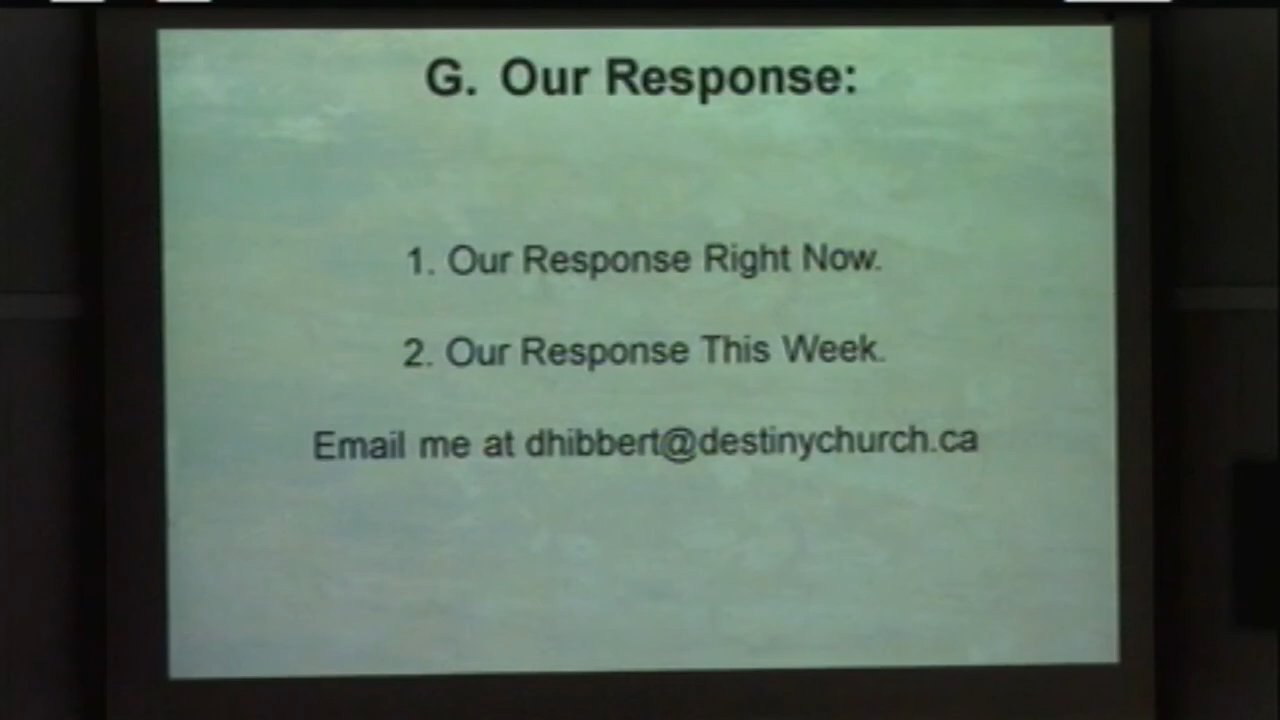 G. Our Response:
1. Our Response Right Now.
2. Our Response This Week.
Email me at dhibbert@destinychurch.ca